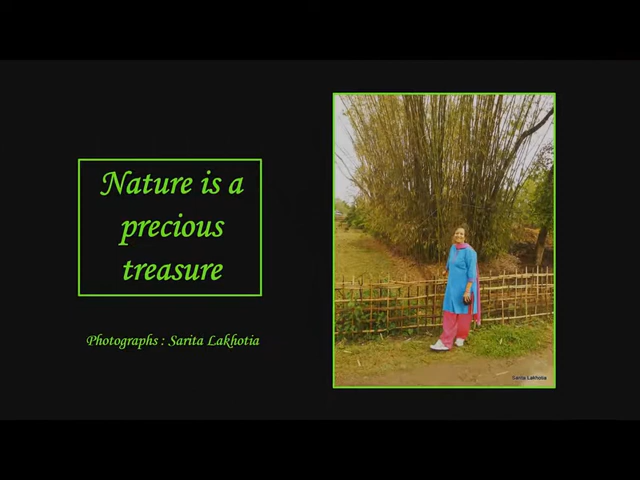 Nature is a
precious
treasure
Photographs : Sarita Lakhotia
Sarita Lakhotia